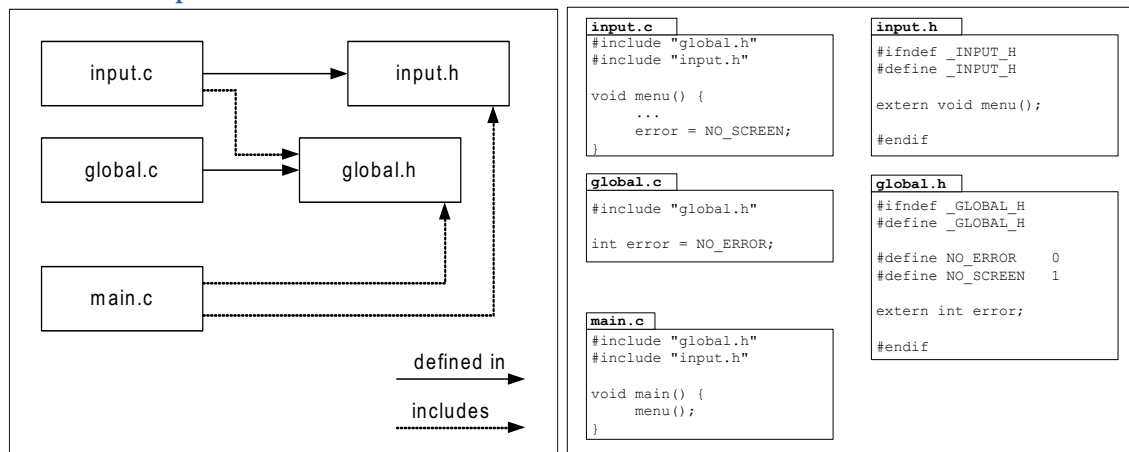 input.c
input.h
global.c
global.h
main.c
defined in
includes
input.c
#include "global.h"
#include "input.h"
void menu() {
...
error = NO_SCREEN;
}
input.h
#ifndef _INPUT_H
#define _INPUT_H
extern void menu();
#endif
global.c
#include "global.h"
int error = NO_ERROR;
global.h
#ifndef _GLOBAL_H
#define _GLOBAL_H
#define NO_ERROR 0
#define NO_SCREEN 1
extern int error;
#endif
main.c
#include "global.h"
#include "input.h"
void main() {
menu();
}